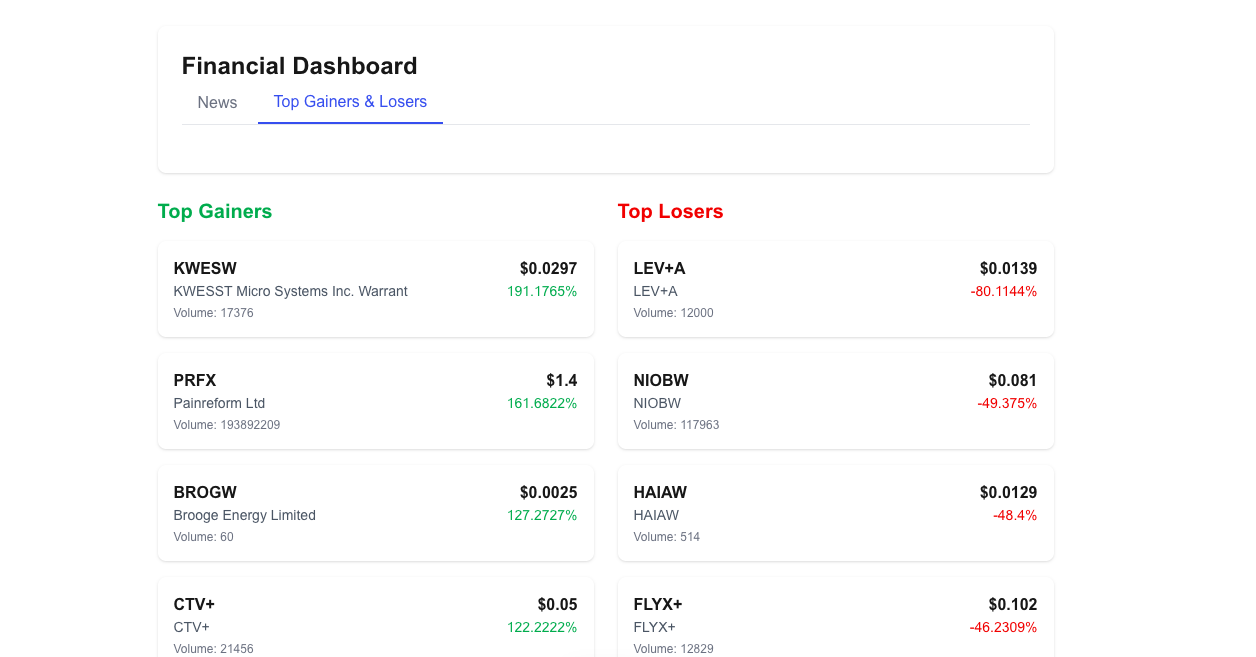 Financial Dashboard
News
Top Gainers & Losers
Top Gainers
KWESW
$0.0297
KWESST Micro Systems Inc. Warrant
191.1765%
Volume: 17376
PRFX
$1.4
Painreform Ltd
161.6822%
Volume: 193892209
BROGW
$0.0025
Brooge Energy Limited
127.2727%
Volume: 60
CTV+
$0.05
CTV+
122.2222%
Volume: 21456
Top Losers
LEV+A
$0.0139
LEV+A
-80.1144%
Volume: 12000
NIOBW
$0.081
NIOBW
-49.375%
Volume: 117963
HAIAW
$0.0129
HAIAW
-48.4%
Volume: 514
FLYX+
$0.102
FLYX+
-46.2309%
Volume: 12829